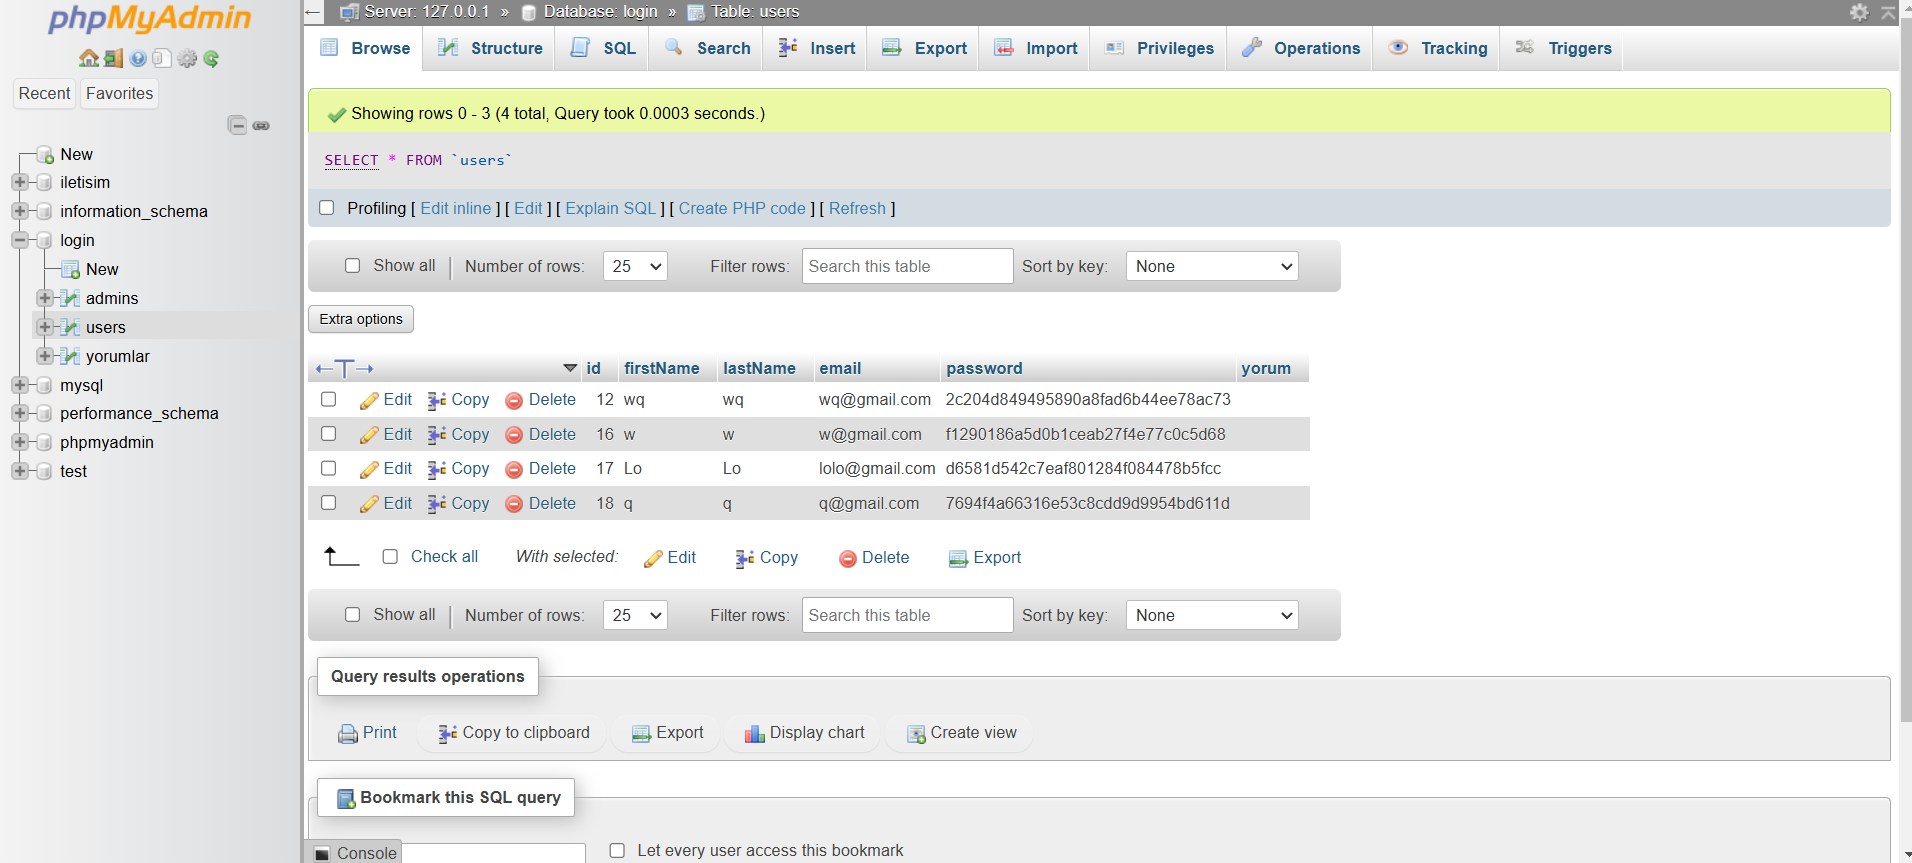 phpMyAdmin
Recent Favorites
New
iletisim
information_schema
login
New
admins
users
yorumlar
mysql
performance_schema
phpmyadmin
test
Server: 127.0.0.1 » Database: login » Table: users
Browse Structure SQL Search Insert Export Import Privileges Operations Tracking Triggers
Showing rows 0 - 3 (4 total, Query took 0.0003 seconds.)
SELECT * FROM `users`
Profiling [ Edit inline ] [ Edit ] [ Explain SQL ] [ Create PHP code ] [ Refresh ]
Show all | Number of rows: 25 Filter rows: Search this table Sort by key: None
Extra options
←T→ id firstName lastName email password yorum
Edit Copy Delete 12 wq wq wq@gmail.com 2c204d849495890a8fad6b44ee78ac73
Edit Copy Delete 16 w w w@gmail.com f1290186a5d0b1ceab27f4e77c0c5d68
Edit Copy Delete 17 Lo Lo lolo@gmail.com d6581d542c7eaf801284f084478b5fcc
Edit Copy Delete 18 q q q@gmail.com 7694f4a66316e53c8cdd9d9954bd611d
Check all With selected: Edit Copy Delete Export
Show all | Number of rows: 25 Filter rows: Search this table Sort by key: None
Query results operations
Print Copy to clipboard Export Display chart Create view
Bookmark this SQL query
Console Let every user access this bookmark